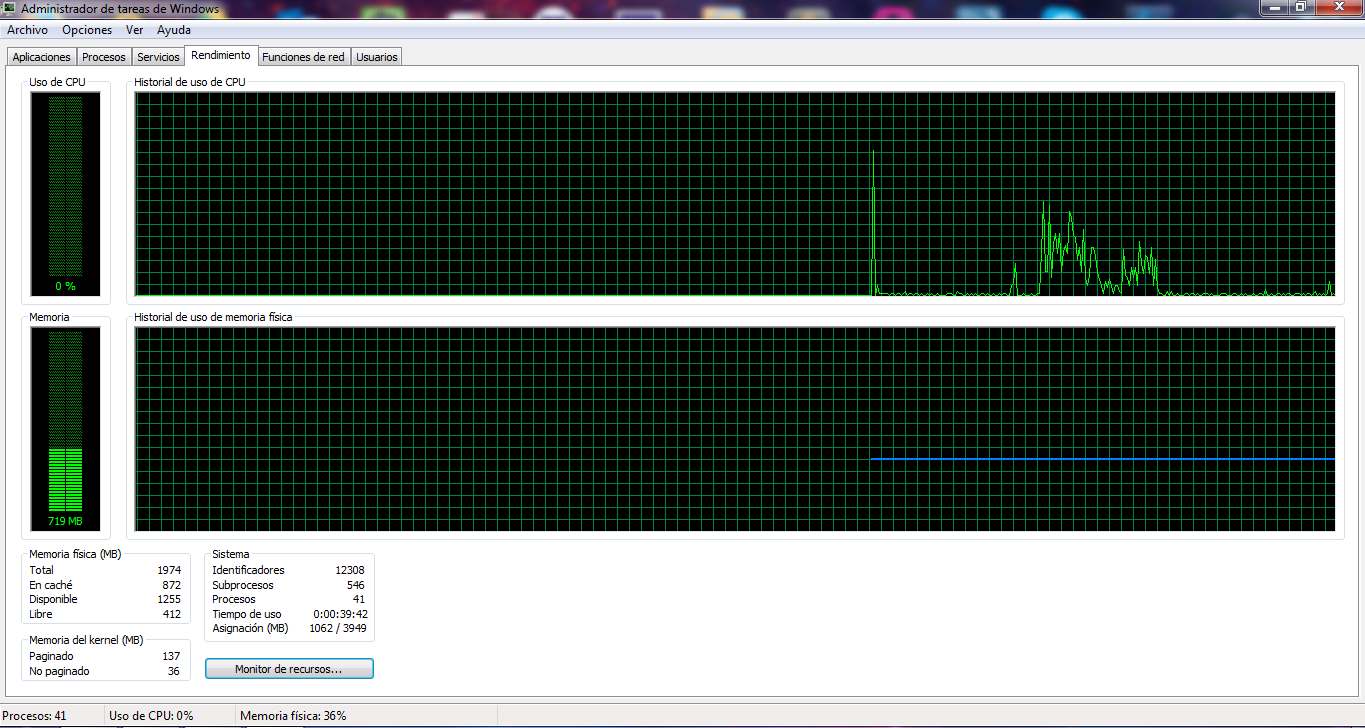 Administrador de tareas de Windows
Archivo Opciones Ver Ayuda
Aplicaciones Procesos Servicios Rendimiento Funciones de red Usuarios
Uso de CPU
0 %
Historial de uso de CPU
Memoria
719 MB
Historial de uso de memoria física
Memoria física (MB)
Total 1974
En caché 872
Disponible 1255
Libre 412
Memoria del kernel (MB)
Paginado 137
No paginado 36
Sistema
Identificadores 12308
Subprocesos 546
Procesos 41
Tiempo de uso 0:00:39:42
Asignación (MB) 1062 / 3949
Monitor de recursos...
Procesos: 41 Uso de CPU: 0% Memoria física: 36%